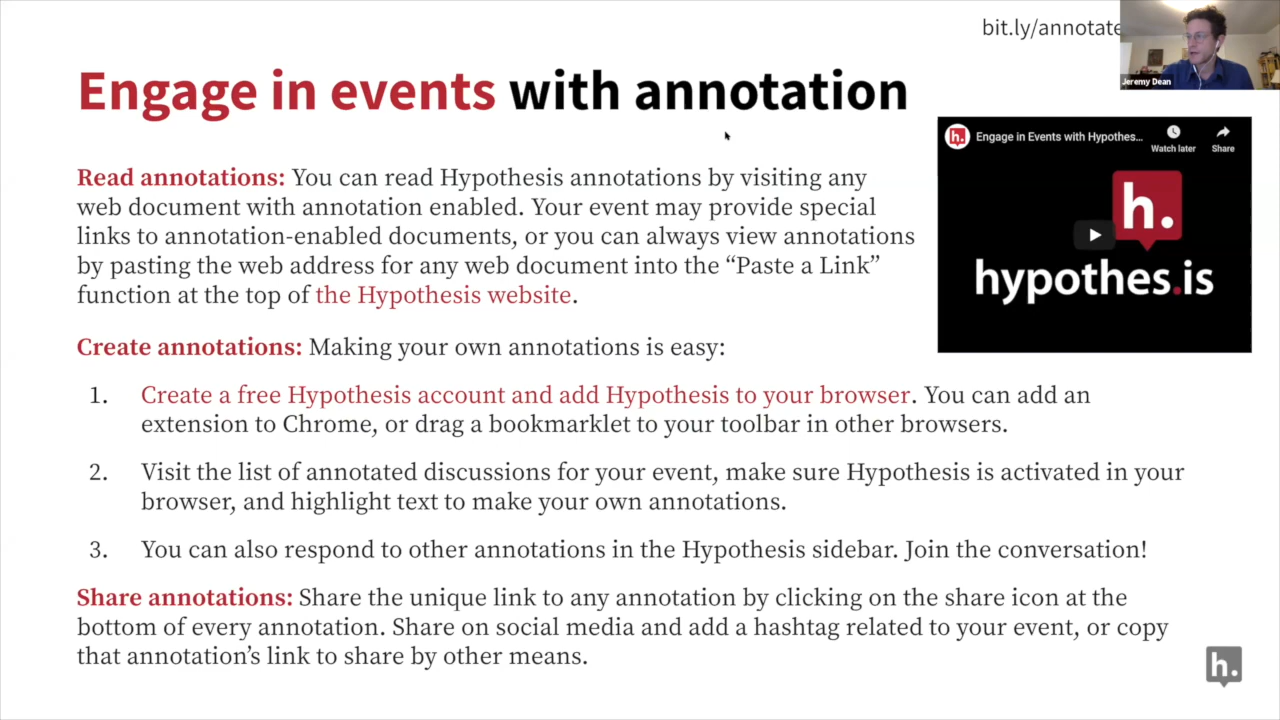 bit.ly/annotate
Jeremy Dean
Engage in events with annotation
Engage in Events with Hypothes...
Watch later
Share
h.
hypothes.is
Read annotations: You can read Hypothesis annotations by visiting any
web document with annotation enabled. Your event may provide special
links to annotation-enabled documents, or you can always view annotations
by pasting the web address for any web document into the “Paste a Link”
function at the top of the Hypothesis website.
Create annotations: Making your own annotations is easy:
1. Create a free Hypothesis account and add Hypothesis to your browser. You can add an
extension to Chrome, or drag a bookmarklet to your toolbar in other browsers.
2. Visit the list of annotated discussions for your event, make sure Hypothesis is activated in your
browser, and highlight text to make your own annotations.
3. You can also respond to other annotations in the Hypothesis sidebar. Join the conversation!
Share annotations: Share the unique link to any annotation by clicking on the share icon at the
bottom of every annotation. Share on social media and add a hashtag related to your event, or copy
that annotation’s link to share by other means.
h.